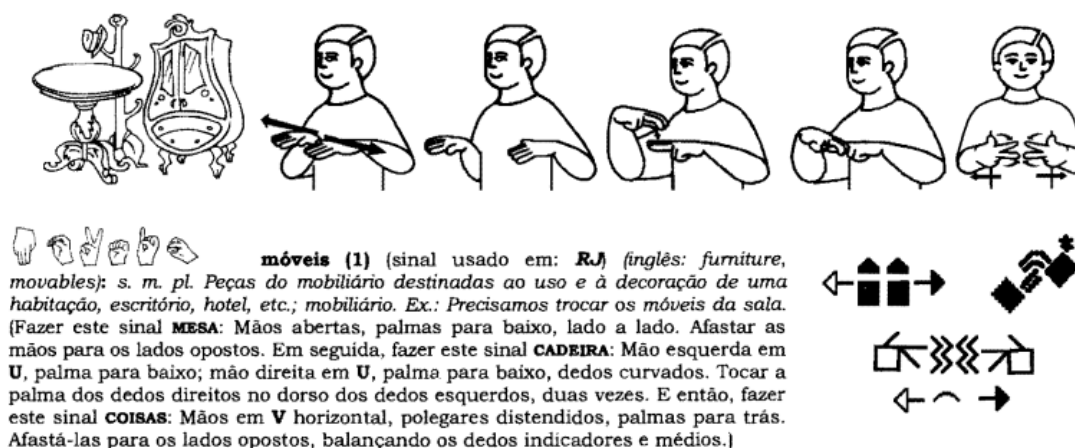 móveis (1) (sinal usado em: RJ) (inglês: furniture,
movables): s. m. pl. Peças do mobiliário destinadas ao uso e à decoração de uma
habitação, escritório, hotel, etc.; mobiliário. Ex.: Precisamos trocar os móveis da sala.
(Fazer este sinal MESA: Mãos abertas, palmas para baixo, lado a lado. Afastar as
mãos para os lados opostos. Em seguida, fazer este sinal CADEIRA: Mão esquerda em
U, palma para baixo; mão direita em U, palma para baixo, dedos curvados. Tocar a
palma dos dedos direitos no dorso dos dedos esquerdos, duas vezes. E então, fazer
este sinal COISAS: Mãos em V horizontal, polegares distendidos, palmas para trás.
Afastá-las para os lados opostos, balançando os dedos indicadores e médios.)